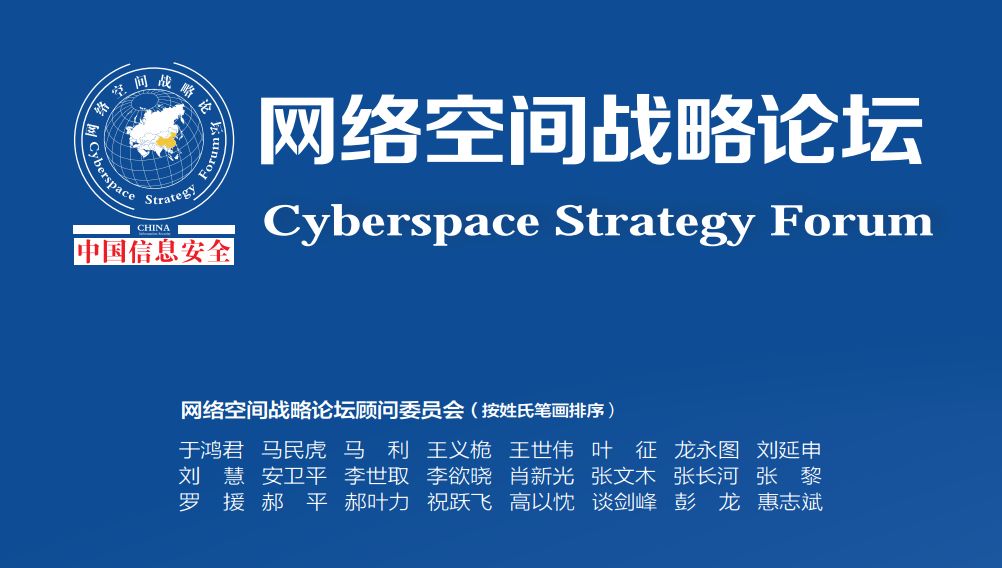 网络空间战略论坛
Cyberspace Strategy Forum
CHINA
Information Security
中国信息安全
网络空间战略论坛
Cyberspace Strategy Forum
网络空间战略论坛顾问委员会（按姓氏笔画排序）
于鸿君 马民虎 马 利 王义桅 王世伟 叶 征 龙永图 刘延申
刘 慧 安卫平 李世取 李欲晓 肖新光 张文木 张长河 张 黎
罗 援 郝 平 郝叶力 祝跃飞 高以忱 谈剑峰 彭 龙 惠志斌